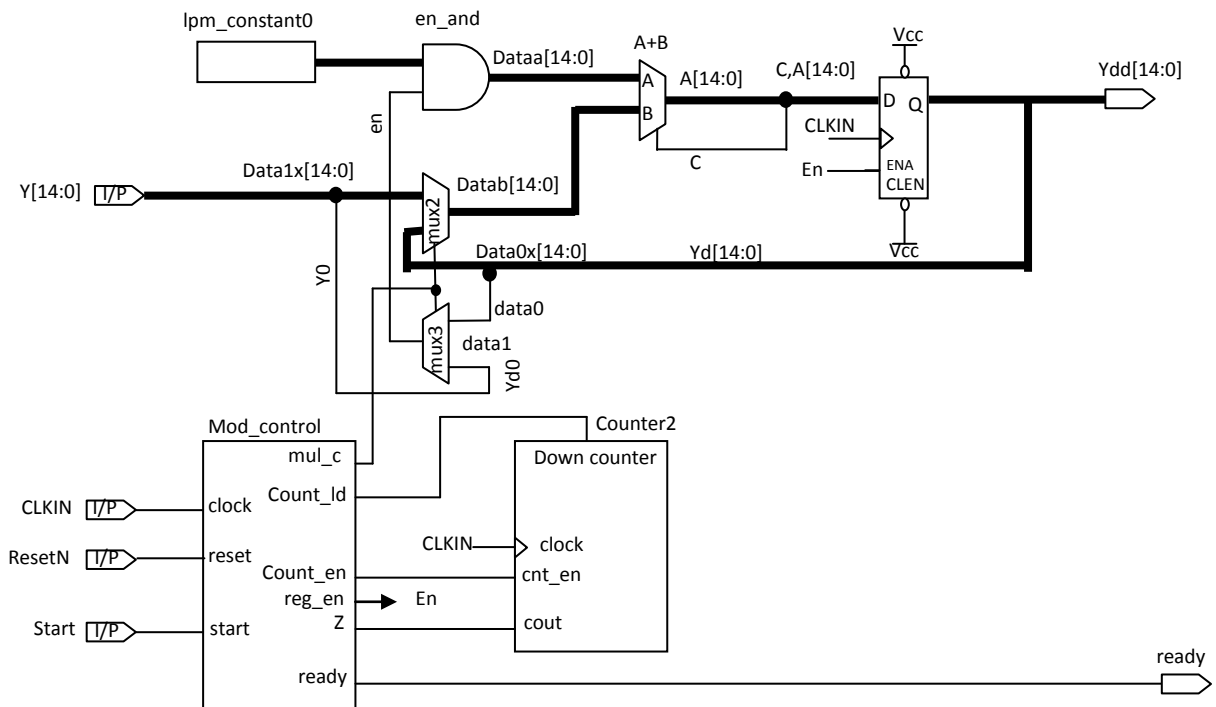 lpm_constant0
en_and
Vcc
A+B
Dataa[14:0]
A[14:0]
C,A[14:0]
Ydd[14:0]
A
B
D
Q
en
CLKIN
C
En
ENA
CLEN
Data1x[14:0]
Y[14:0]
I/P
Datab[14:0]
mux2
Data0x[14:0]
Yd[14:0]
Vcc
Y0
data0
mux3
data1
Yd0
Mod_control
Counter2
mul_c
Down counter
Count_ld
CLKIN
I/P
clock
CLKIN
clock
ResetN
I/P
reset
Count_en
cnt_en
reg_en
En
Start
I/P
start
Z
cout
ready
ready